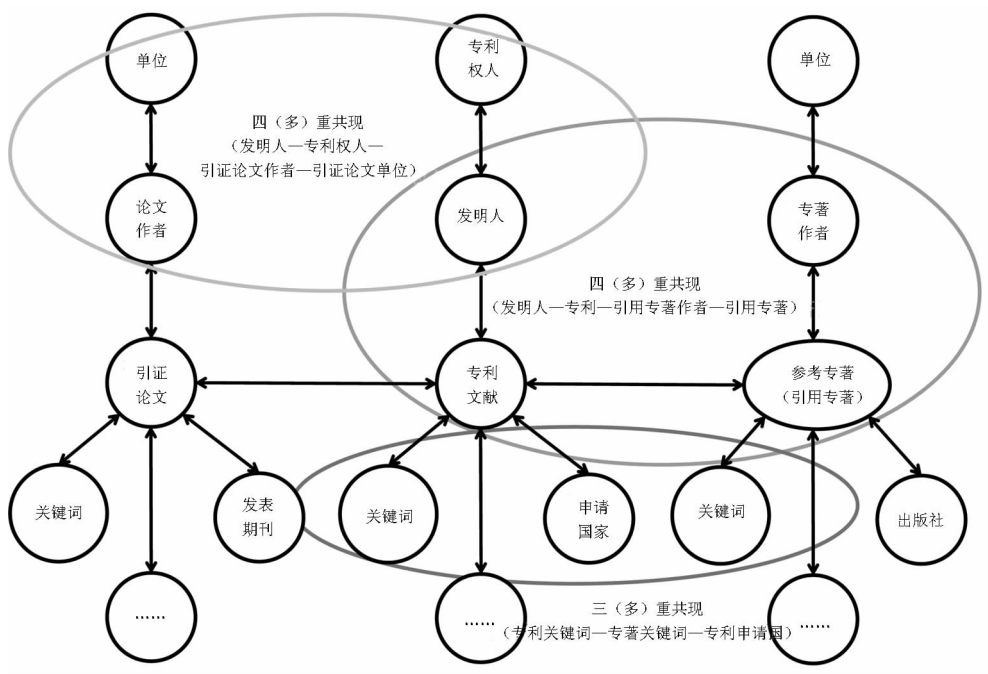 单位
专利
权人
单位
四（多）重共现
（发明人—专利权人—
引证论文作者—引证论文单位）
论文
作者
发明人
专著
作者
四（多）重共现
（发明人—专利—引用专著作者—引用专著）
引证
论文
专利
文献
参考专著
（引用专著）
关键词
发表
期刊
关键词
申请
国家
关键词
出版社
……
……
……
三（多）重共现
（专利关键词—专著关键词—专利申请国）